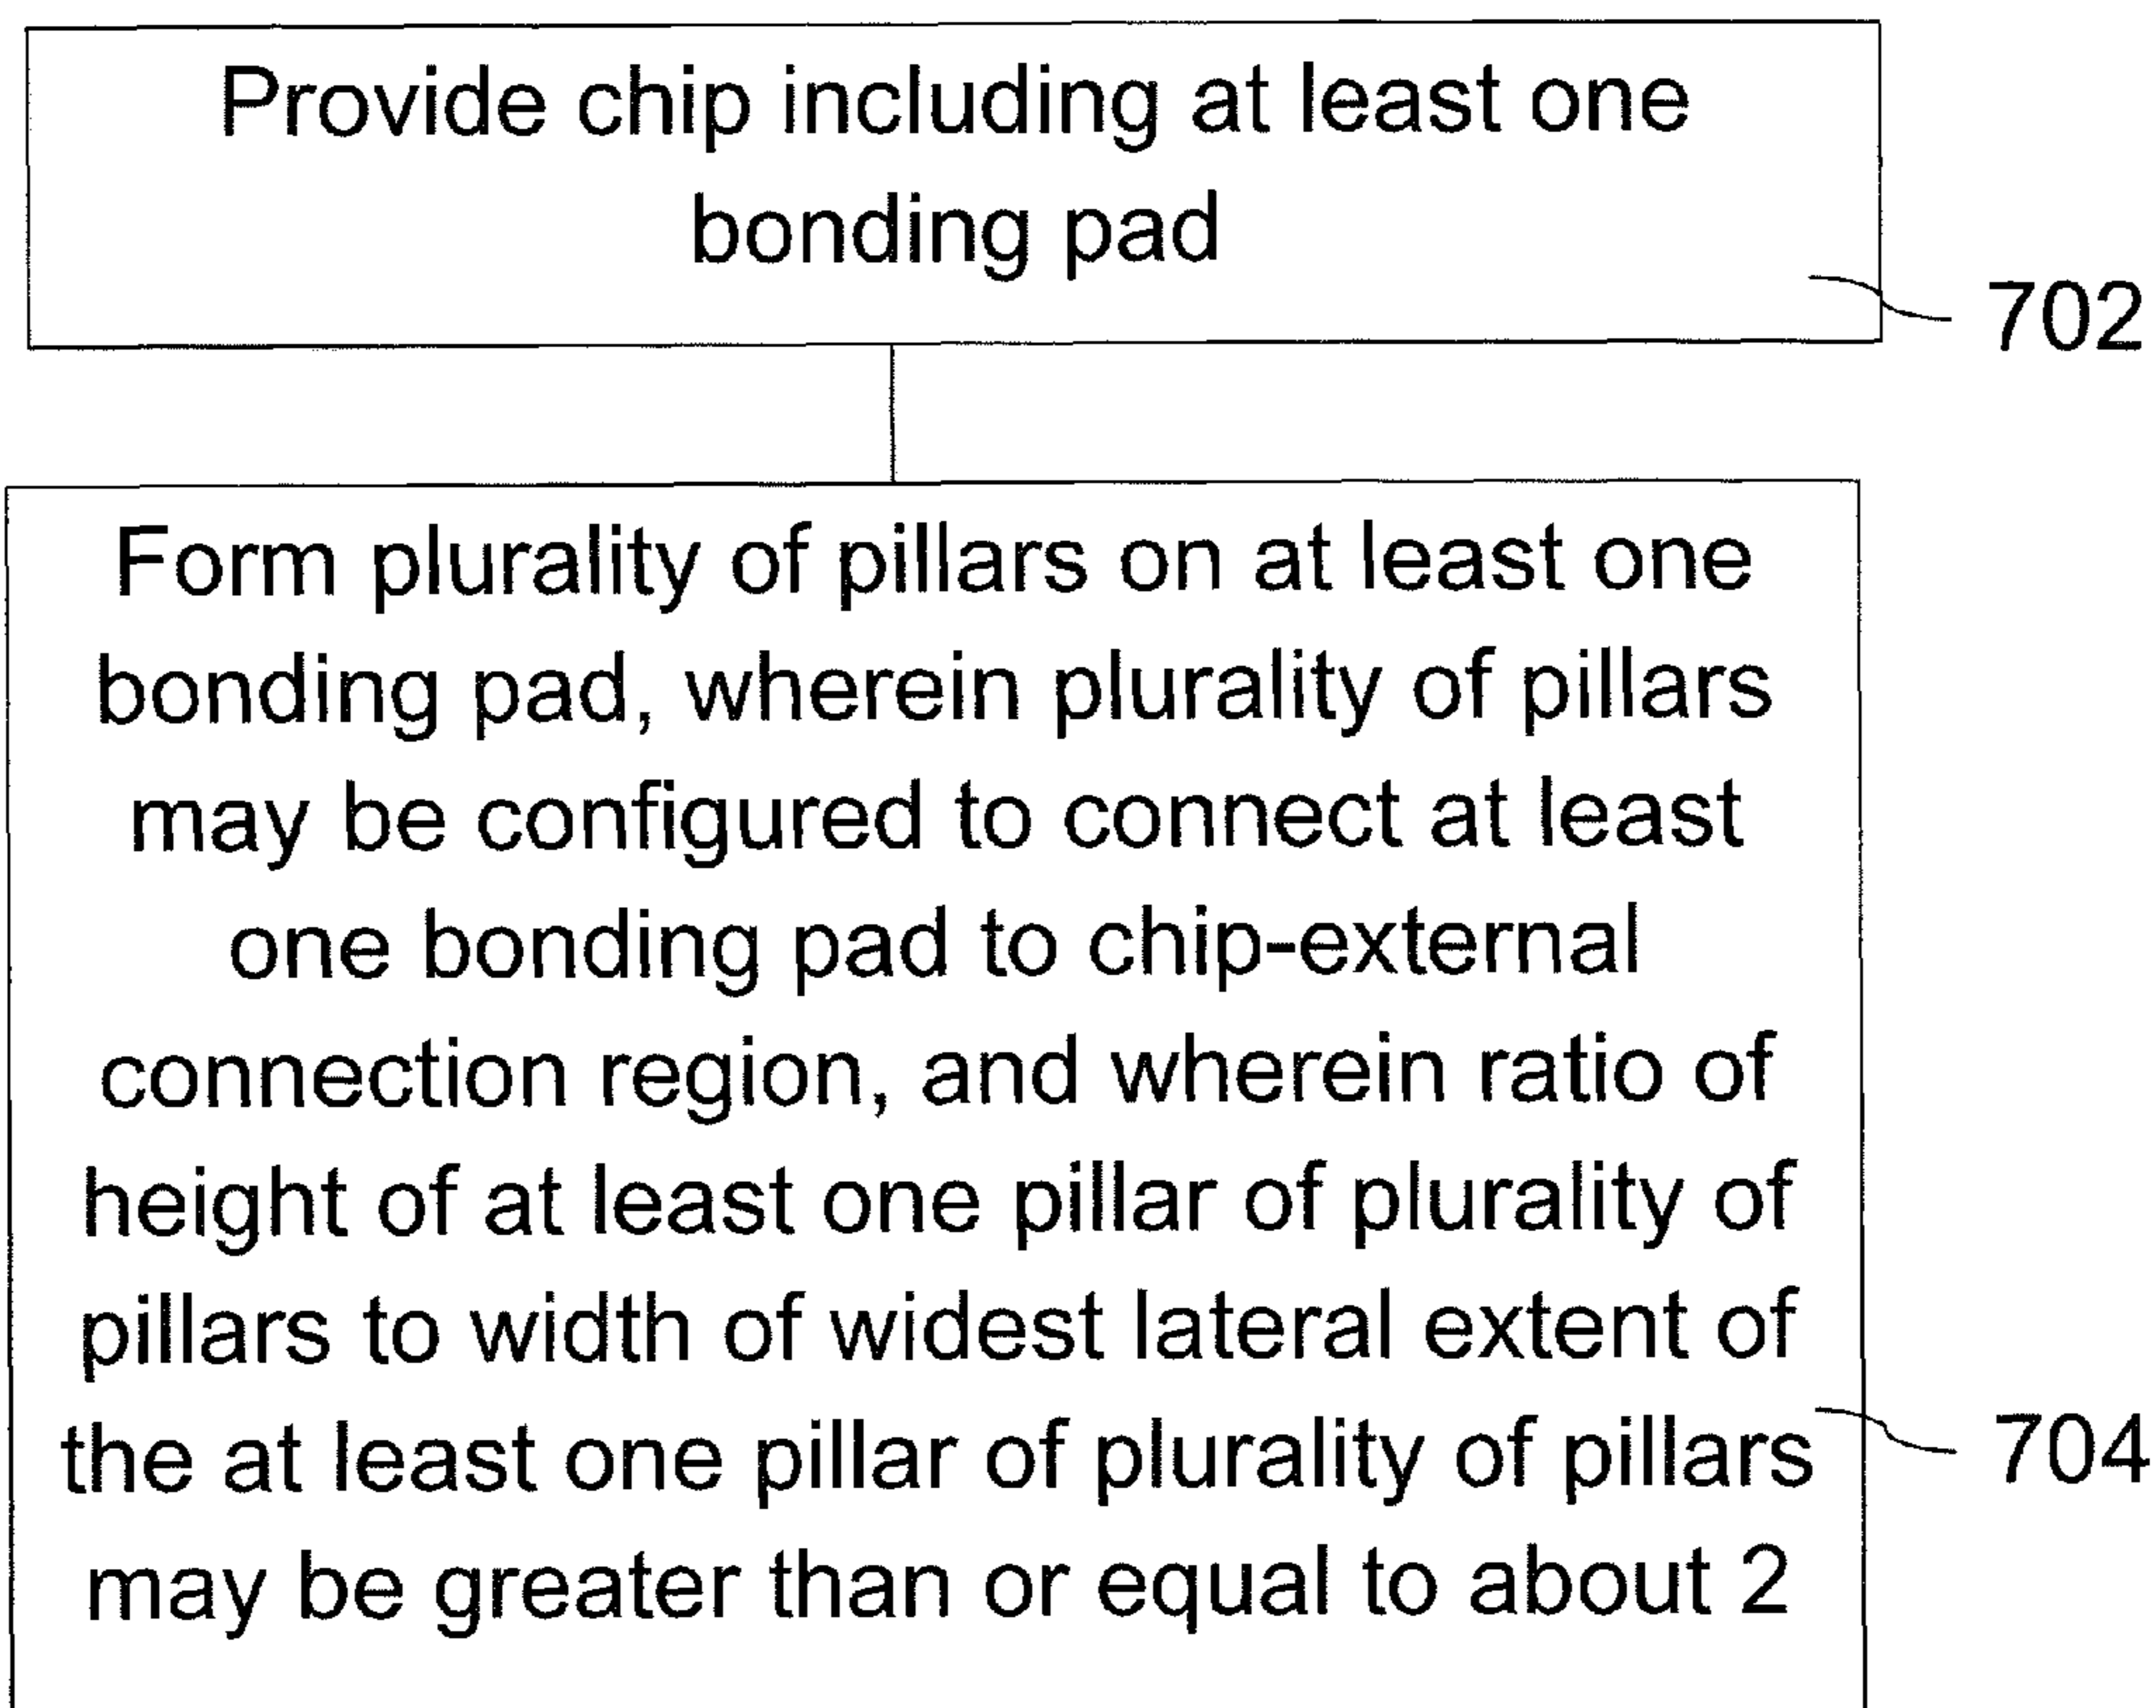 Provide chip including at least one
bonding pad
702
Form plurality of pillars on at least one
bonding pad, wherein plurality of pillars
may be configured to connect at least
one bonding pad to chip-external
connection region, and wherein ratio of
height of at least one pillar of plurality of
pillars to width of widest lateral extent of
the at least one pillar of plurality of pillars
704
may be greater than or equal to about 2